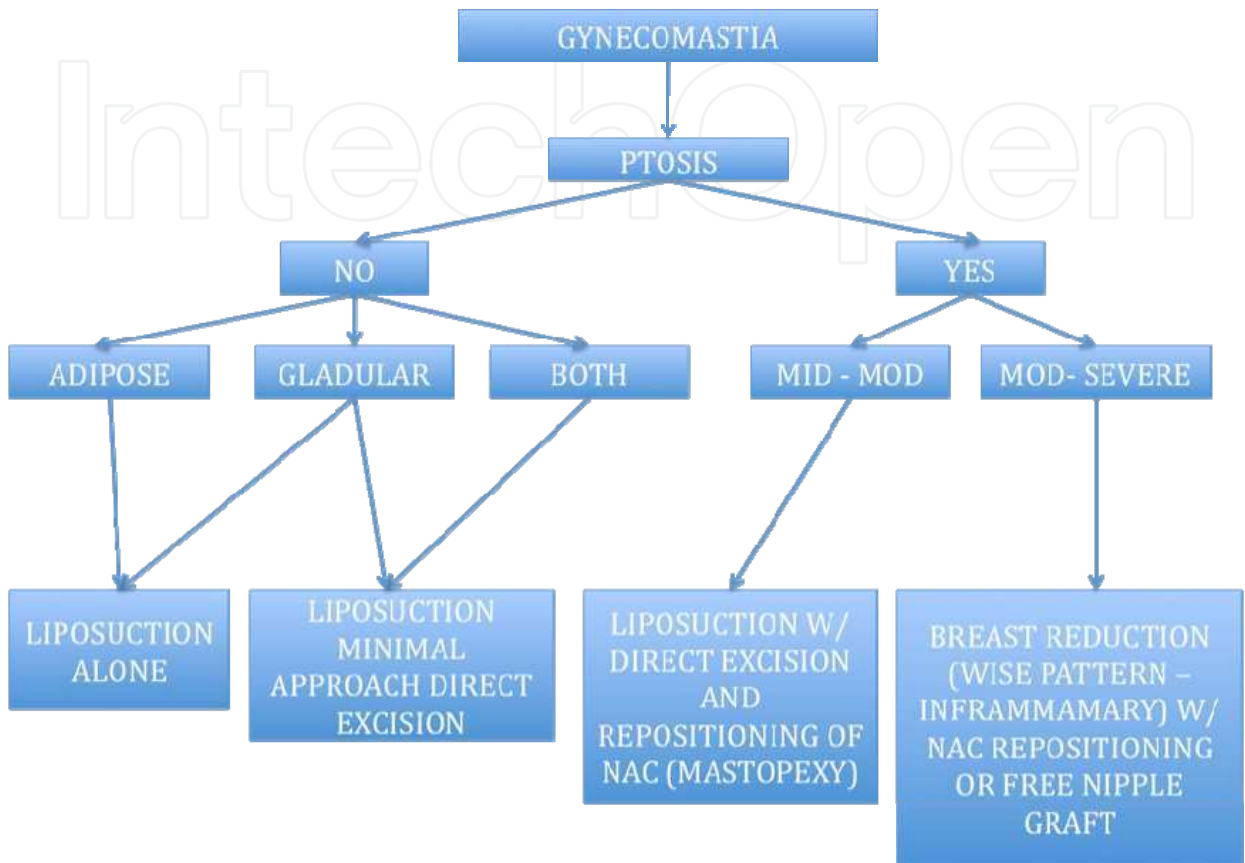 IntechOpen
GYNECOMASTIA
PTOSIS
NO
YES
ADIPOSE
GLADULAR
BOTH
MID - MOD
MOD- SEVERE
LIPOSUCTION
ALONE
LIPOSUCTION
MINIMAL
APPROACH DIRECT
EXCISION
LIPOSUCTION W/
DIRECT EXCISION
AND
REPOSITIONING OF
NAC (MASTOPEXY)
BREAST REDUCTION
(WISE PATTERN –
INFRAMMAMARY) W/
NAC REPOSITIONING
OR FREE NIPPLE
GRAFT